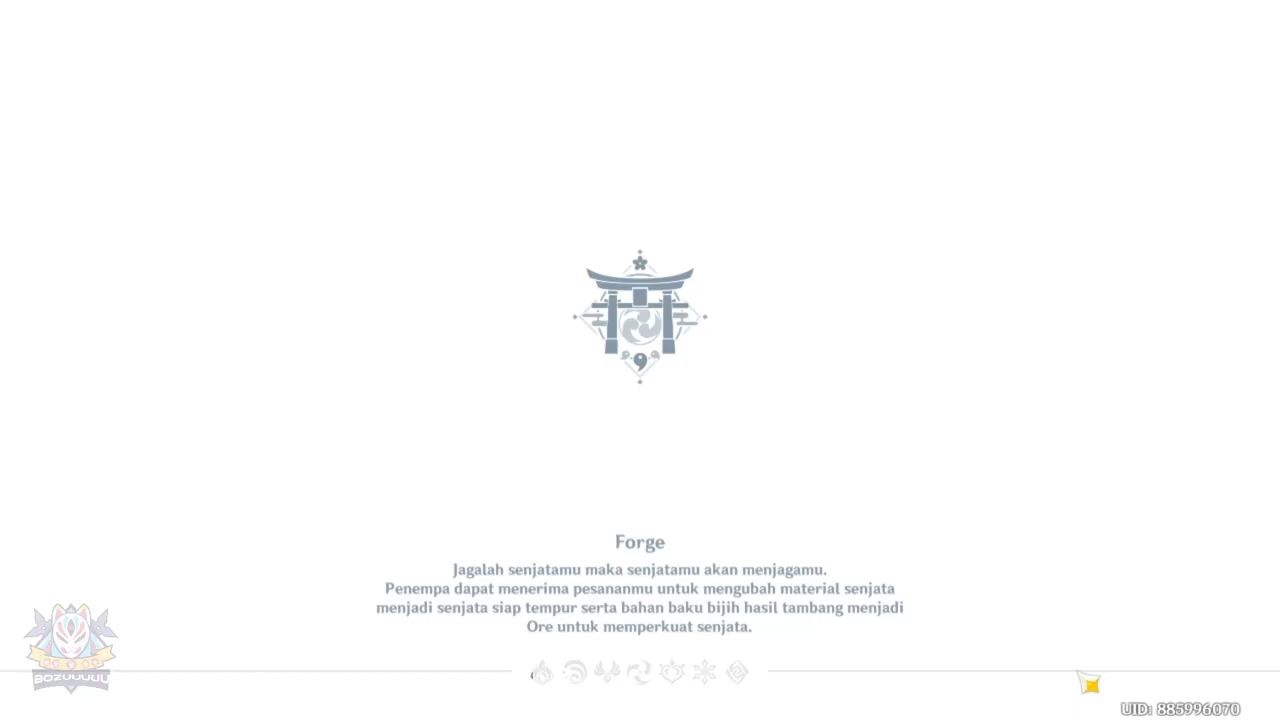 Forge
Jagalah senjatamu maka senjatamu akan menjagamu.
Penempa dapat menerima pesananmu untuk mengubah material senjata
menjadi senjata siap tempur serta bahan baku bijih hasil tambang menjadi
Ore untuk memperkuat senjata.
BOZUUUUU
UID: 885996070